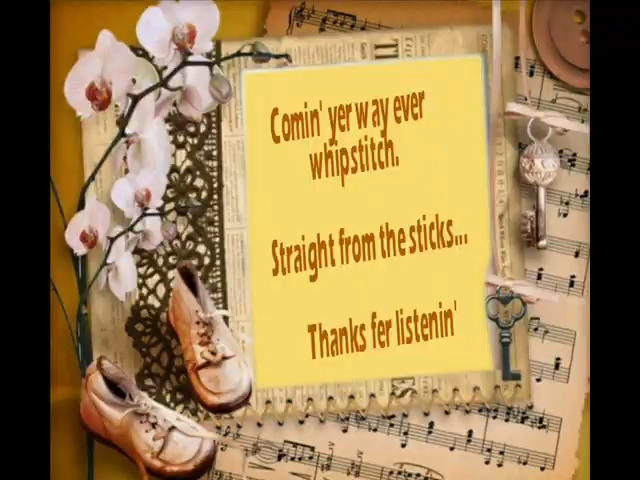 Comin' yer way ever
whipstitch.
Straight from the sticks...
Thanks fer listenin'